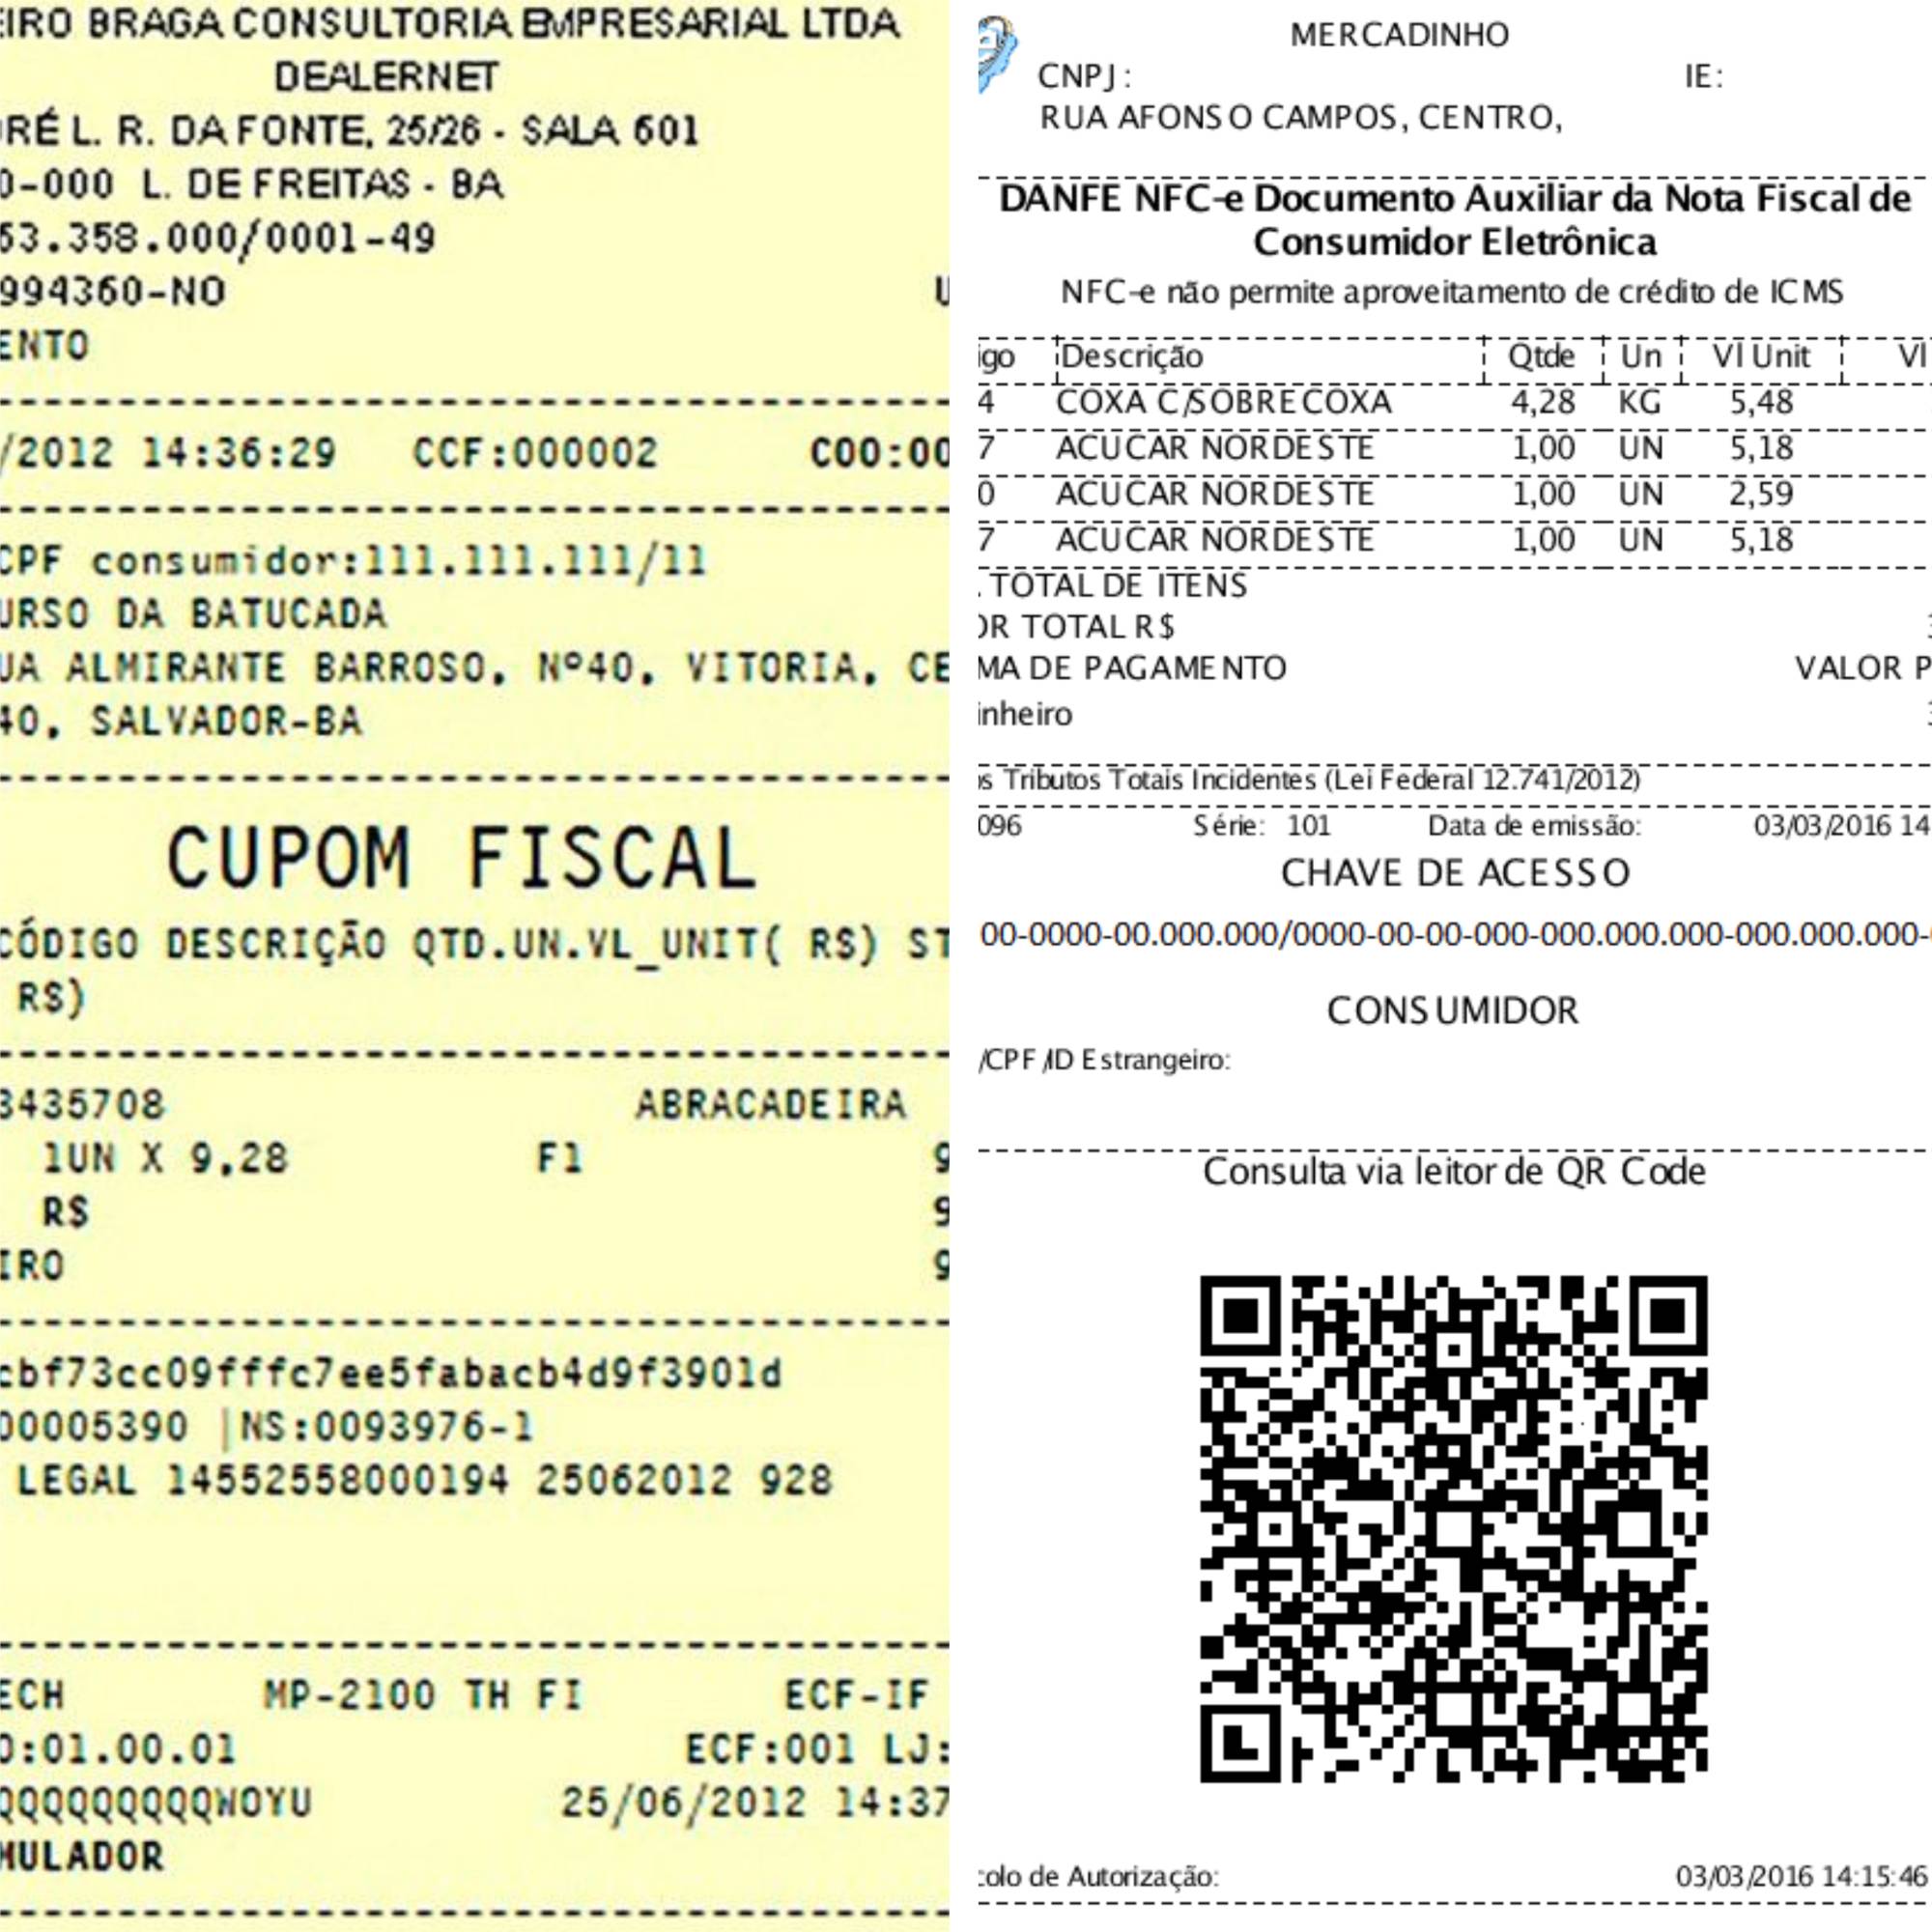 EIRO BRAGA CONSULTORIA EMPRESARIAL LTDA
DEALERNET
DRÉ L. R. DA FONTE, 25/26 - SALA 601
0-000 L. DE FREITAS - BA
63.358.000/0001-49
994360-NO U
ENTO
/2012 14:36:29 CCF:000002 COO:00
CPF consumidor:111.111.111/11
URSO DA BATUCADA
UA ALMIRANTE BARROSO, Nº40, VITORIA, CE
40, SALVADOR-BA
CUPOM FISCAL
CÓDIGO DESCRIÇÃO QTD.UN.VL_UNIT( R$) ST
R$)
3435708 ABRACADEIRA
1UN X 9,28 F1 9
R$ 9
IRO 9
cbf73cc09fffc7ee5fabacb4d9f3901d
00005390 |NS:0093976-1
LEGAL 14552558000194 25062012 928
ECH MP-2100 TH FI ECF-IF
O:01.00.01 ECF:001 LJ:
QQQQQQQQQWOYU 25/06/2012 14:37
MULADOR
MERCADINHO
CNPJ: IE:
RUA AFONSO CAMPOS, CENTRO,
DANFE NFC-e Documento Auxiliar da Nota Fiscal de
Consumidor Eletrônica
NFC-e não permite aproveitamento de crédito de ICMS
igo Descrição Qtde Un Vl Unit Vl
4 COXA C/SOBRECOXA 4,28 KG 5,48
7 ACUCAR NORDESTE 1,00 UN 5,18
0 ACUCAR NORDESTE 1,00 UN 2,59
7 ACUCAR NORDESTE 1,00 UN 5,18
. TOTAL DE ITENS
OR TOTAL R$ 3
MA DE PAGAMENTO VALOR P
inheiro 3
os Tributos Totais Incidentes (Lei Federal 12.741/2012)
096 Série: 101 Data de emissão: 03/03/2016 14
CHAVE DE ACESSO
00-0000-00.000.000/0000-00-00-000-000.000.000-000.000.000-
CONSUMIDOR
/CPF/ID Estrangeiro:
Consulta via leitor de QR Code
colo de Autorização: 03/03/2016 14:15:46